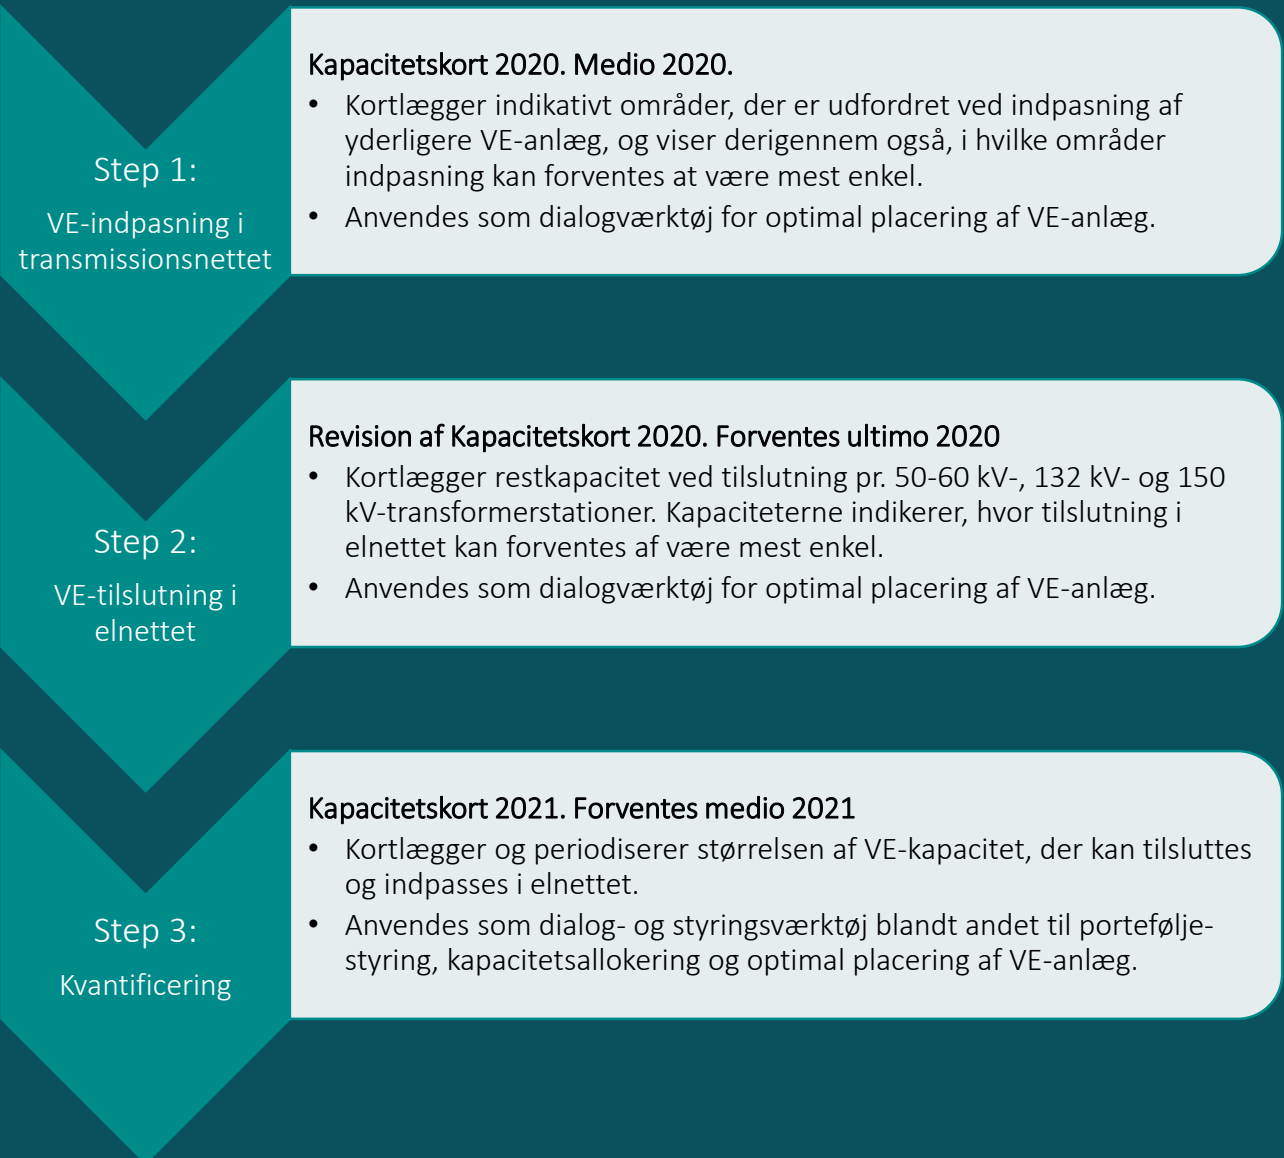 Step 1:
VE-indpasning i
transmissionsnettet
Kapacitetskort 2020. Medio 2020.
• Kortlægger indikativt områder, der er udfordret ved indpasning af
yderligere VE-anlæg, og viser derigennem også, i hvilke områder
indpasning kan forventes at være mest enkel.
• Anvendes som dialogværktøj for optimal placering af VE-anlæg.
Step 2:
VE-tilslutning i
elnettet
Revision af Kapacitetskort 2020. Forventes ultimo 2020
• Kortlægger restkapacitet ved tilslutning pr. 50-60 kV-, 132 kV- og 150
kV-transformerstationer. Kapaciteterne indikerer, hvor tilslutning i
elnettet kan forventes af være mest enkel.
• Anvendes som dialogværktøj for optimal placering af VE-anlæg.
Step 3:
Kvantificering
Kapacitetskort 2021. Forventes medio 2021
• Kortlægger og periodiserer størrelsen af VE-kapacitet, der kan tilsluttes
og indpasses i elnettet.
• Anvendes som dialog- og styringsværktøj blandt andet til portefølje-
styring, kapacitetsallokering og optimal placering af VE-anlæg.